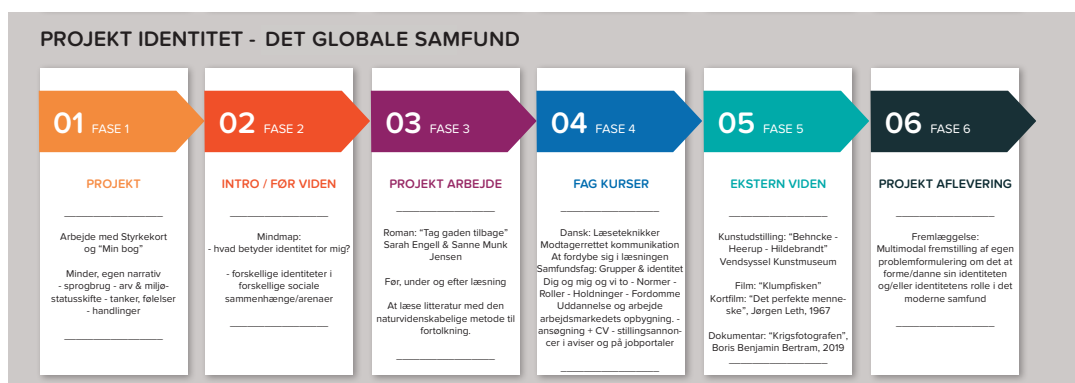 PROJEKT IDENTITET - DET GLOBALE SAMFUND
01 FASE 1
PROJEKT
Arbejde med Styrkekort
og "Min bog"
Minder, egen narrativ
- sprogbrug - arv & miljø-
statusskifte - tanker, følelser
- handlinger
02 FASE 2
INTRO / FØR VIDEN
Mindmap:
- hvad betyder identitet for mig?
- forskellige identiteter i
forskellige sociale
sammenhænge/arenaer
03 FASE 3
PROJEKT ARBEJDE
Roman: "Tag gaden tilbage"
Sarah Engell & Sanne Munk
Jensen
Før, under og efter læsning
At læse litteratur med den
naturvidenskabelige metode til
fortolkning.
04 FASE 4
FAG KURSER
Dansk: Læseteknikker
Modtagerrettet kommunikation
At fordybe sig i læsningen
Samfundsfag: Grupper & identitet
Dig og mig og vi to - Normer -
Roller - Holdninger - Fordomme
Uddannelse og arbejde
arbejdsmarkedets opbygning. -
ansøgning + CV - stillingsannon-
cer i aviser og på jobportaler
05 FASE 5
EKSTERN VIDEN
Kunstudstilling: "Behncke -
Heerup - Hildebrandt"
Vendsyssel Kunstmuseum
Film: "Klumpfisken"
Kortfilm: "Det perfekte menne-
ske", Jørgen Leth, 1967
Dokumentar: "Krigsfotografen",
Boris Benjamin Bertram, 2019
06 FASE 6
PROJEKT AFLEVERING
Fremlæggelse:
Multimodal fremstilling af egen
problemformulering om det at
forme/danne sin identiteten
og/eller identitetens rolle i det
moderne samfund